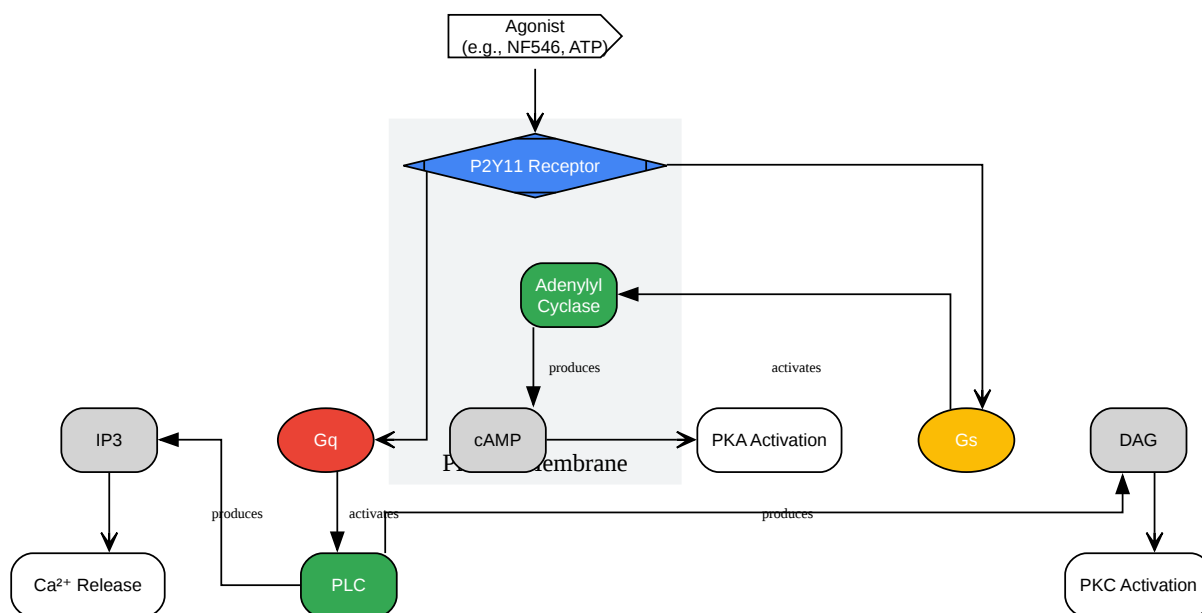 Agonist
(e.g., NF546, ATP)
P2Y11 Receptor
Adenylyl
Cyclase
produces
activates
IP3
Gq
cAMP
PKA Activation
Gs
DAG
produces
activates
produces
Ca²⁺ Release
PLC
PKC Activation